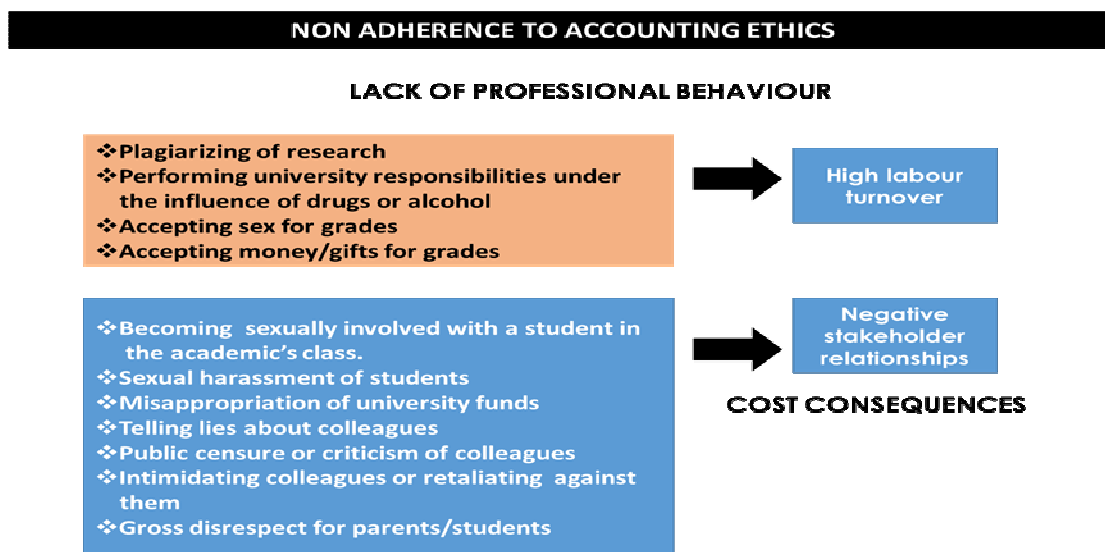 NON ADHERENCE TO ACCOUNTING ETHICS
LACK OF PROFESSIONAL BEHAVIOUR
❖Plagiarizing of research
❖Performing university responsibilities under
the influence of drugs or alcohol
❖Accepting sex for grades
❖Accepting money/gifts for grades
High labour
turnover
❖Becoming sexually involved with a student in
the academic's class.
❖Sexual harassment of students
❖Misappropriation of university funds
❖Telling lies about colleagues
❖Public censure or criticism of colleagues
❖Intimidating colleagues or retaliating against
them
❖Gross disrespect for parents/students
Negative
stakeholder
relationships
COST CONSEQUENCES